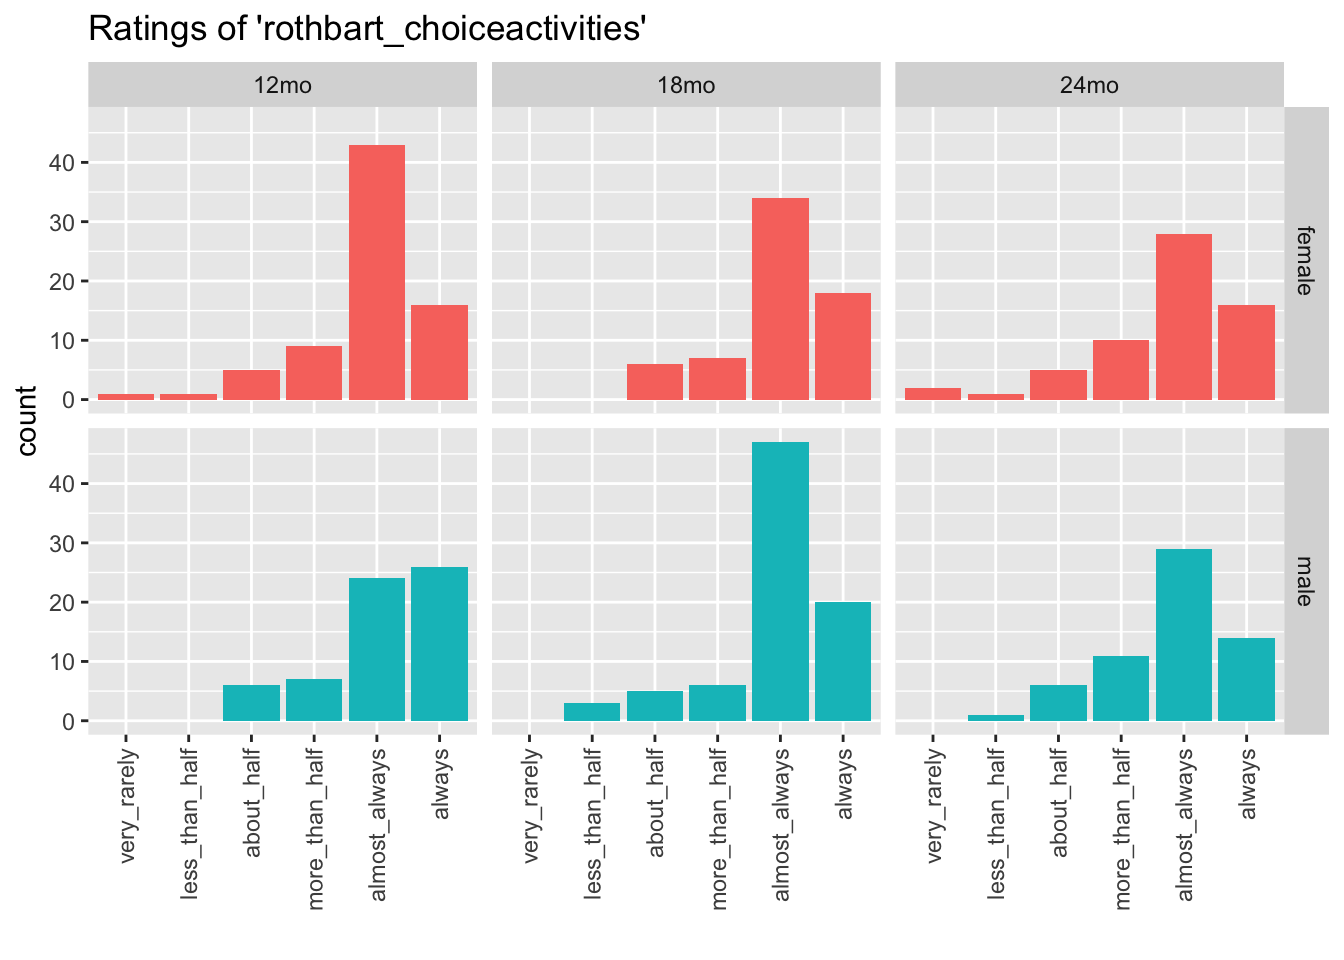 Ratings of 'rothbart_choiceactivities'
12mo 18mo 24mo
40
30
20
10
0
female
count
40
30
20
10
0
male
very_rarely
less_than_half
about_half
more_than_half
almost_always
always
very_rarely
less_than_half
about_half
more_than_half
almost_always
always
very_rarely
less_than_half
about_half
more_than_half
almost_always
always